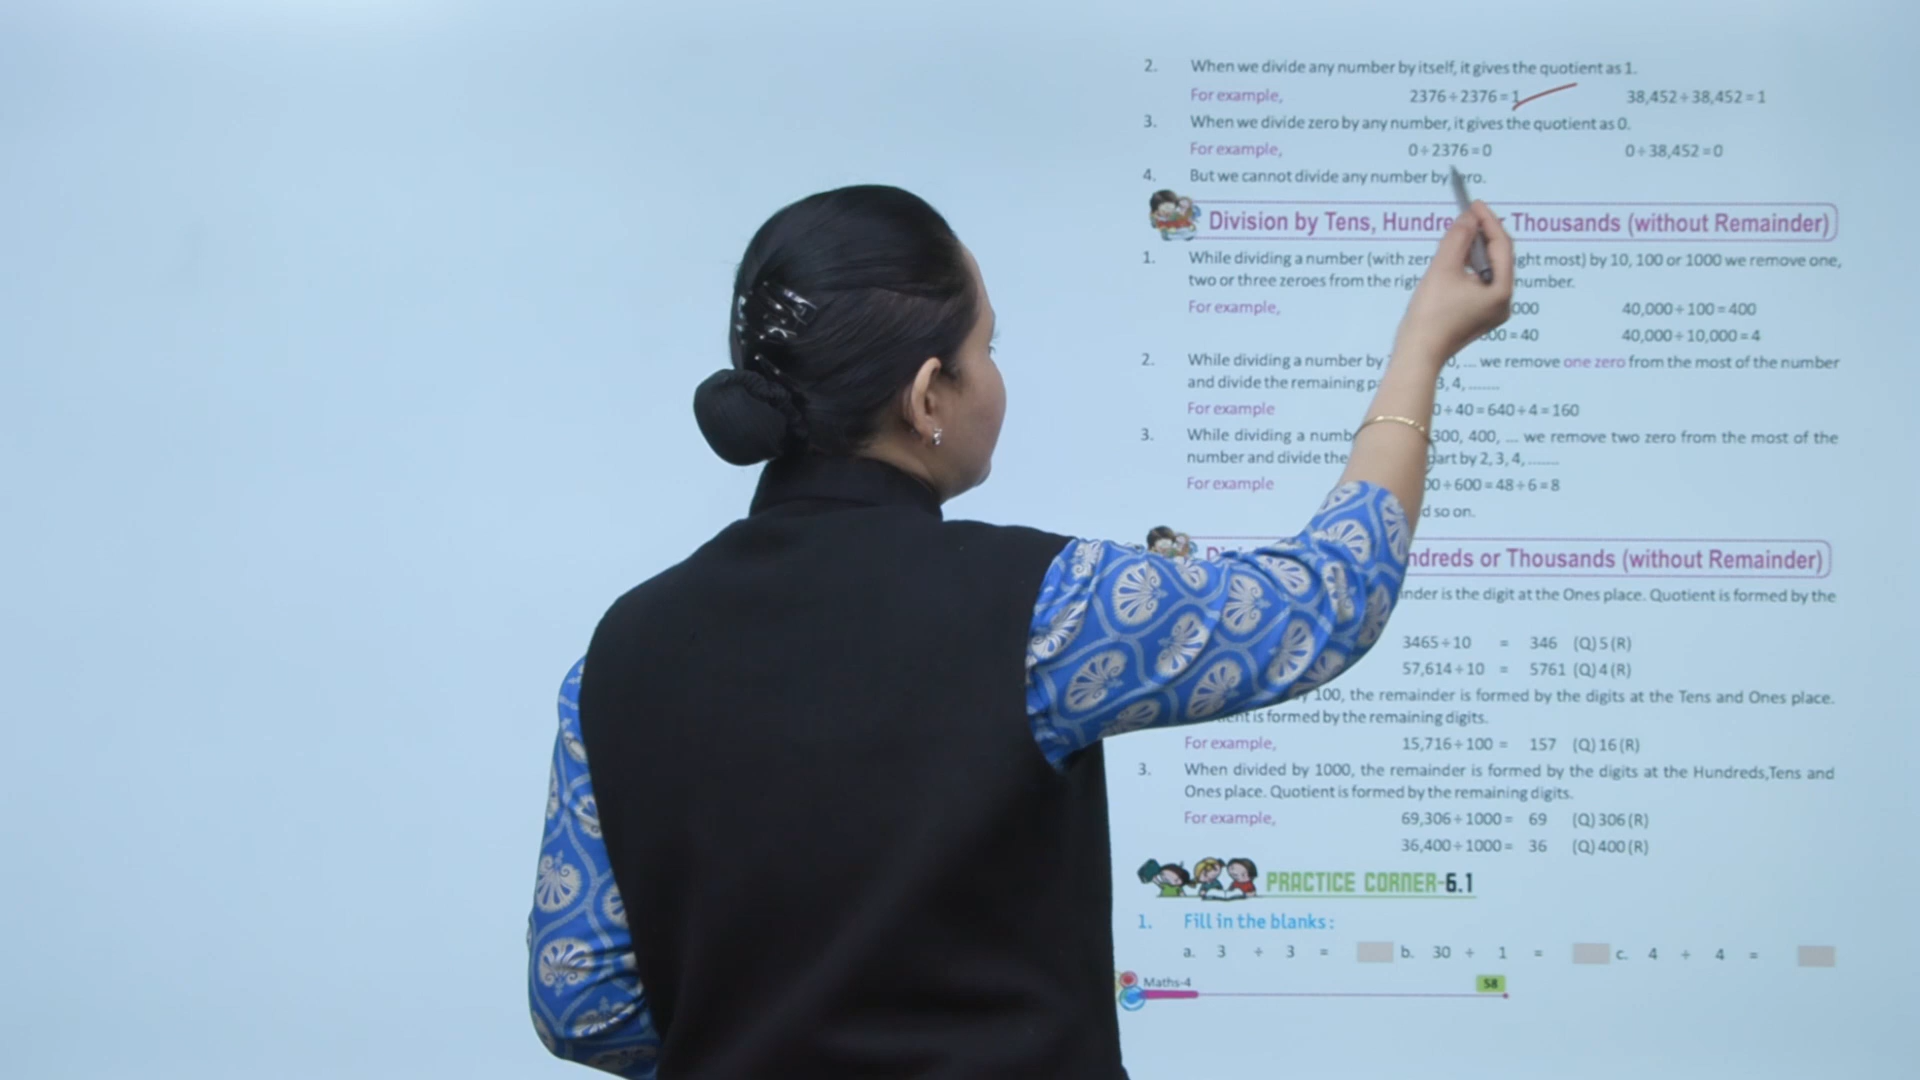 2. When we divide any number by itself, it gives the quotient as 1.
For example, 2376÷2376=1 38,452÷38,452=1
3. When we divide zero by any number, it gives the quotient as 0.
For example, 0÷2376=0 0÷38,452=0
4. But we cannot divide any number by
Division by Tens, Thousands (without Remainder)
1. While dividing a number (with most) by 10, 100 or 1000 we remove one,
two or three zeroes from the number.
For example, 000 40,000÷100=400
=40 40,000÷10,000=4
2. While dividing a number by ... we remove one zero from the most of the number
and divide the remaining 3, 4, .......
For example ÷40=640÷4=160
3. While dividing a 300, 400, ... we remove two zero from the most of the
number and divide the part by 2, 3, 4, .......
For example 00÷600=48÷6=8
so on.
or Thousands (without Remainder)
is the digit at the Ones place. Quotient is formed by the
3465÷10 = 346 (Q)5(R)
57,614÷10 = 5761 (Q)4(R)
100, the remainder is formed by the digits at the Tens and Ones place.
is formed by the remaining digits.
For example, 15,716÷100 = 157 (Q)16(R)
3. When divided by 1000, the remainder is formed by the digits at the Hundreds,Tens and
Ones place. Quotient is formed by the remaining digits.
For example, 69,306÷1000= 69 (Q)306(R)
36,400÷1000= 36 (Q)400(R)
PRACTICE CORNER-6.1
1. Fill in the blanks:
a. 3 ÷ 3 = b. 30 ÷ 1 = c. 4 ÷ 4 =
Maths-4 58